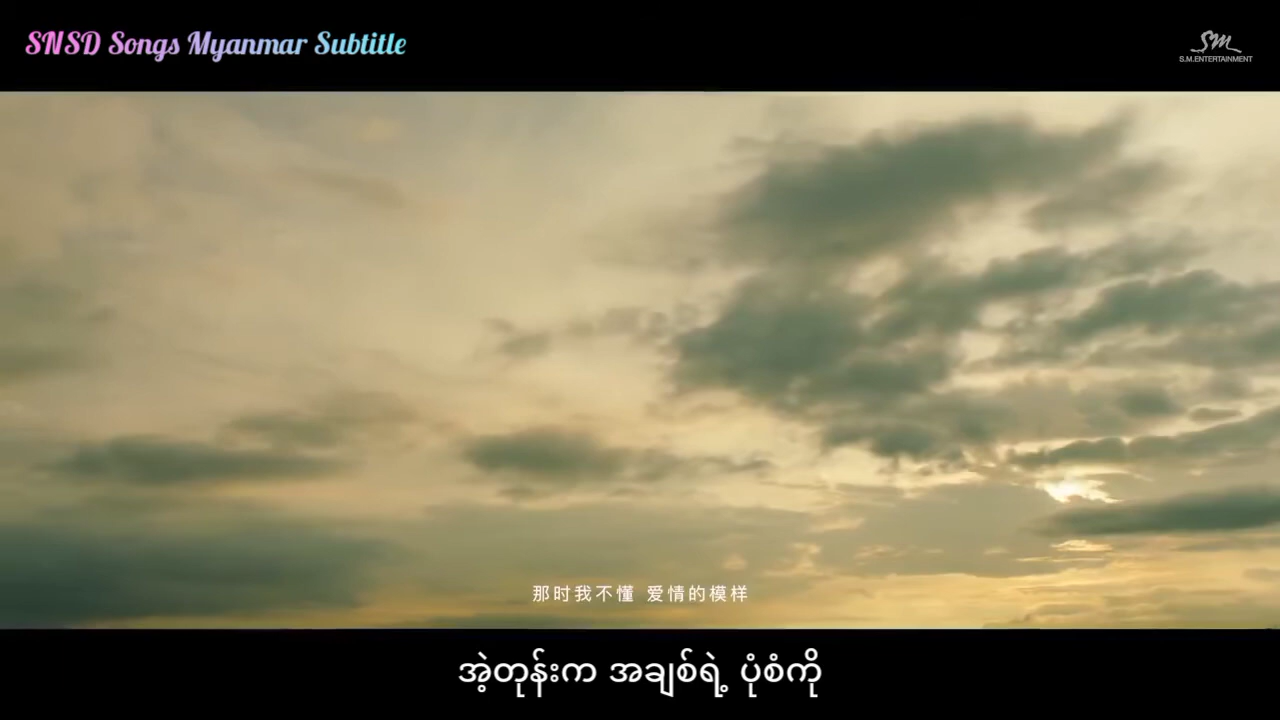 SNSD Songs Myanmar Subtitle
SM
S.M.ENTERTAINMENT
那时我不懂 爱情的模样
အဲ့တုန်းက အချစ်ရဲ့ ပုံစံကို